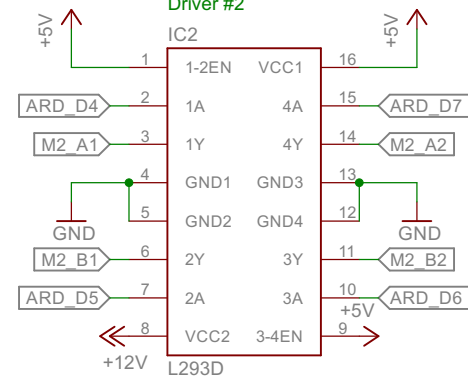 Driver #2
IC2
+5V
+5V
1 1-2EN VCC1 16
ARD_D4 2 1A 4A 15 ARD_D7
M2_A1 3 1Y 4Y 14 M2_A2
4 GND1 GND3 13
5 GND2 GND4 12
GND GND
M2_B1 6 2Y 3Y 11 M2_B2
ARD_D5 7 2A 3A 10 ARD_D6
+5V
8 VCC2 3-4EN 9
+12V
L293D